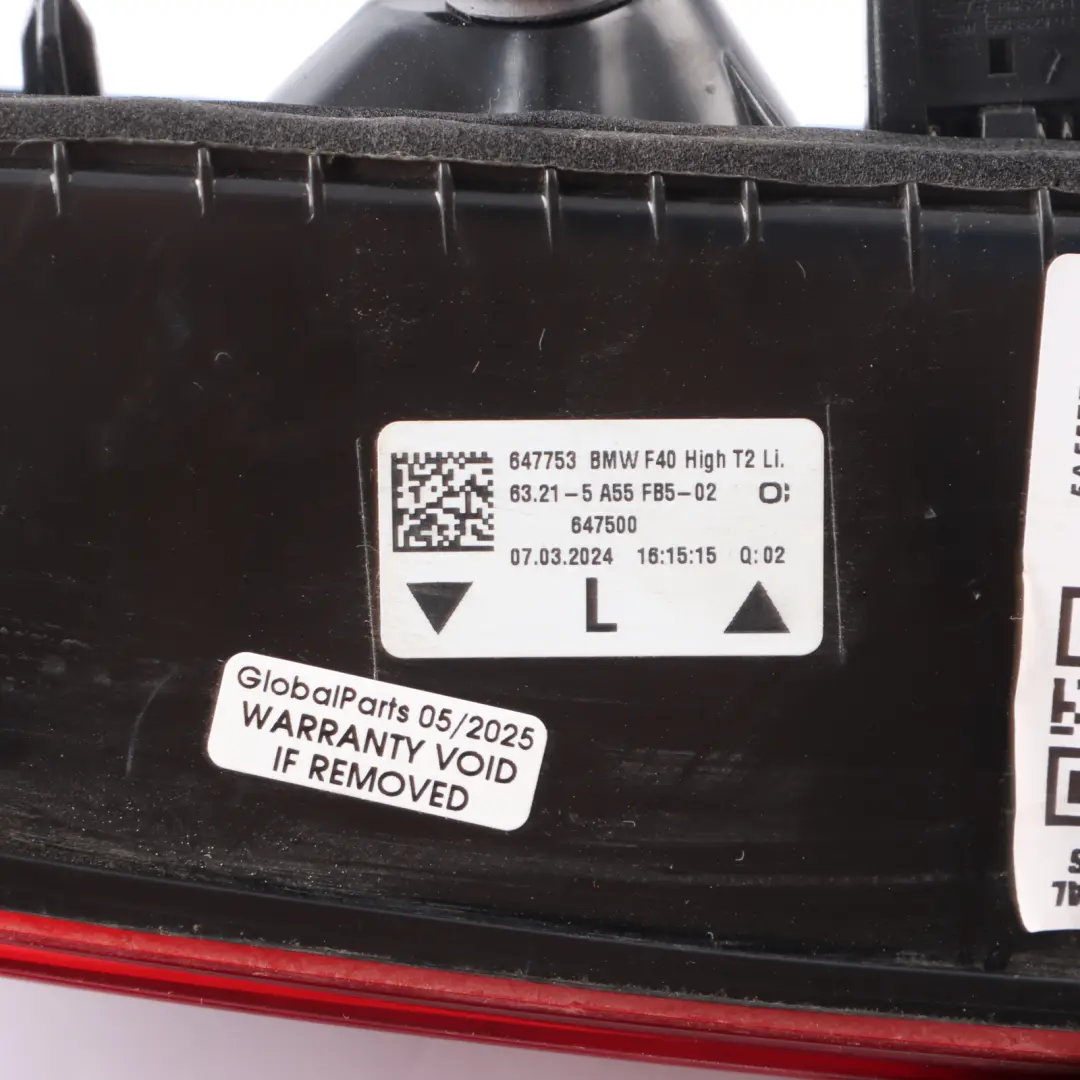 647753 BMW F40 High T2 Li.
63.21-5 A55 FB5-02
647500
07.03.2024 16:15:15 Q:02
L
GlobalParts 05/2025
WARRANTY VOID
IF REMOVED